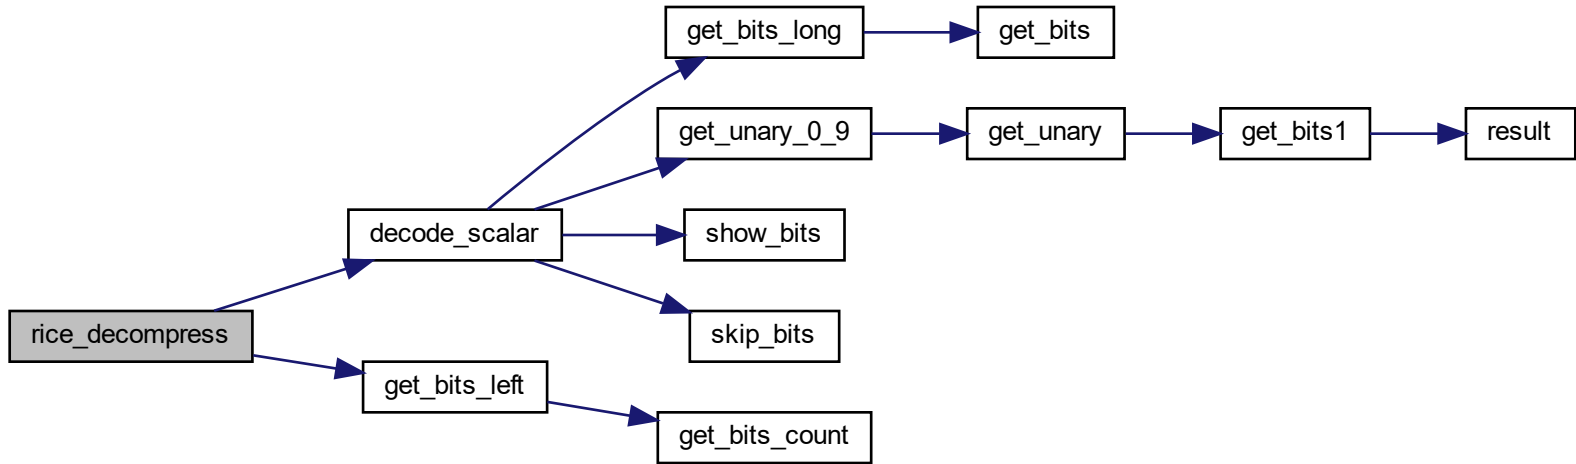 get_bits_long
get_bits
get_unary_0_9
get_unary
get_bits1
result
decode_scalar
show_bits
rice_decompress
skip_bits
get_bits_left
get_bits_count